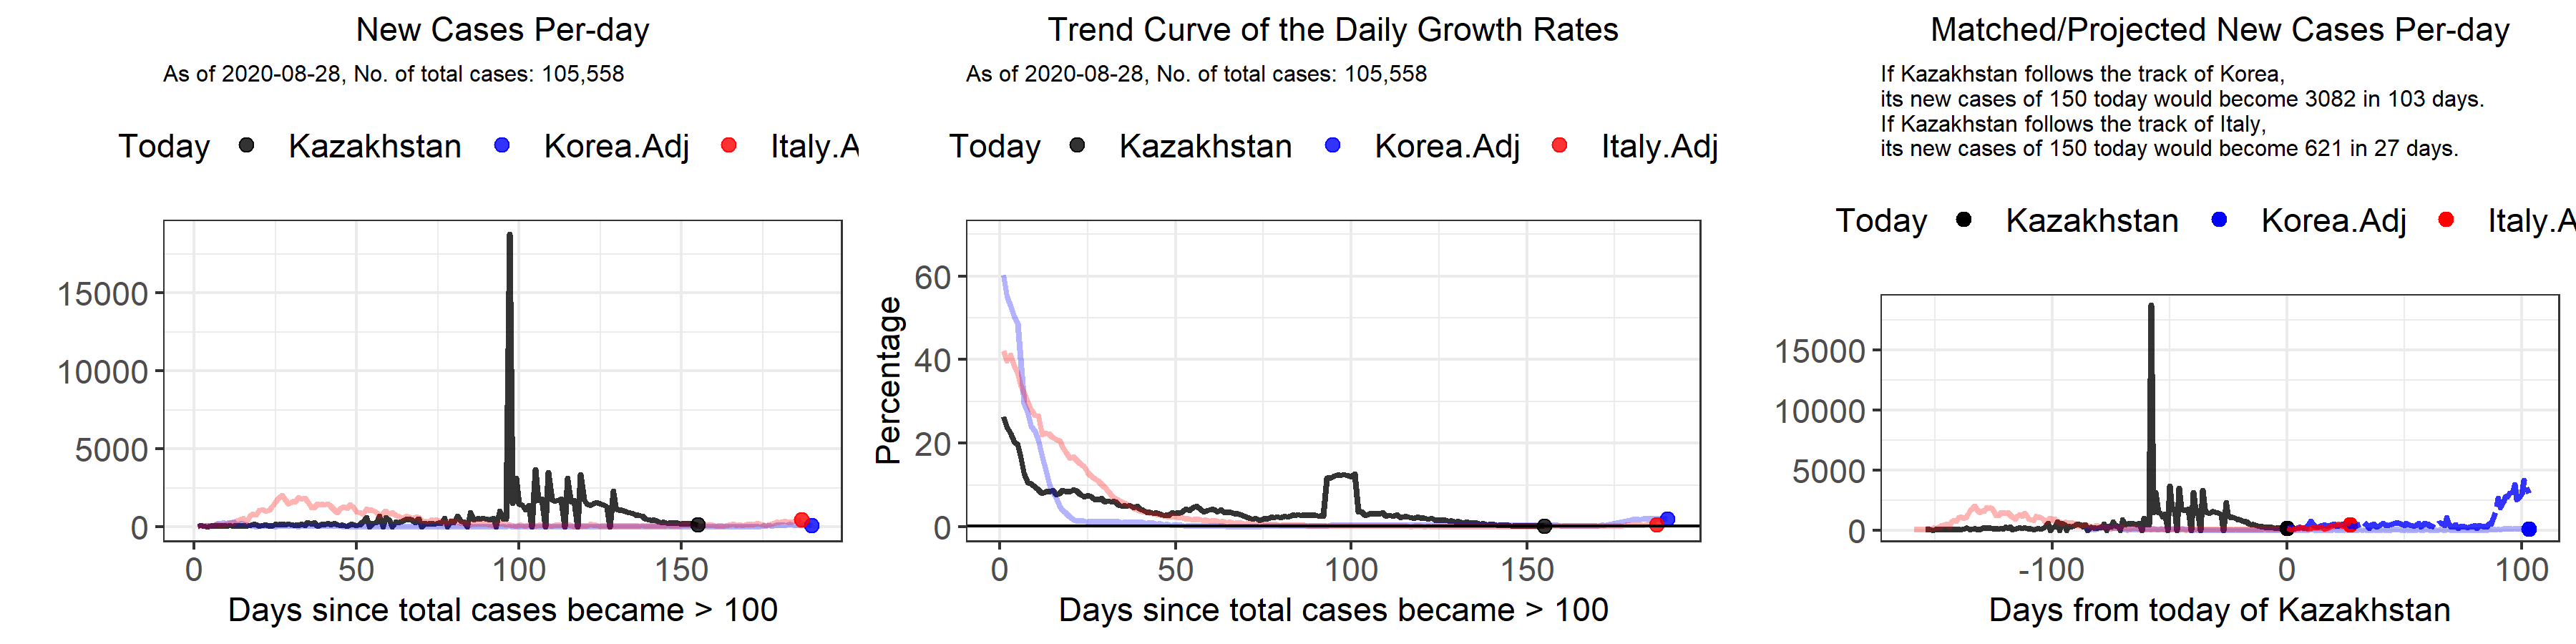 New Cases Per-day
As of 2020-08-28, No. of total cases: 105,558
Today Kazakhstan Korea.Adj Italy.A
15000
10000
5000
0
0 50 100 150
Days since total cases became > 100
Trend Curve of the Daily Growth Rates
As of 2020-08-28, No. of total cases: 105,558
Today Kazakhstan Korea.Adj Italy.Adj
Percentage
60
40
20
0
0 50 100 150
Days since total cases became > 100
Matched/Projected New Cases Per-day
If Kazakhstan follows the track of Korea,
its new cases of 150 today would become 3082 in 103 days.
If Kazakhstan follows the track of Italy,
its new cases of 150 today would become 621 in 27 days.
Today Kazakhstan Korea.Adj Italy.A
15000
10000
5000
0
-100 0 100
Days from today of Kazakhstan